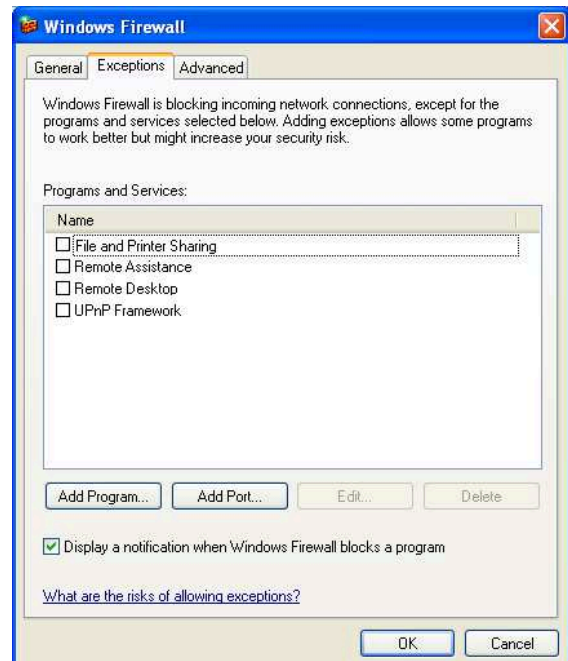 Windows Firewall
General Exceptions Advanced
Windows Firewall is blocking incoming network connections, except for the
programs and services selected below. Adding exceptions allows some programs
to work better but might increase your security risk.
Programs and Services:
Name
File and Printer Sharing
Remote Assistance
Remote Desktop
UPnP Framework
Add Program... Add Port... Edit... Delete
Display a notification when Windows Firewall blocks a program
What are the risks of allowing exceptions?
OK Cancel